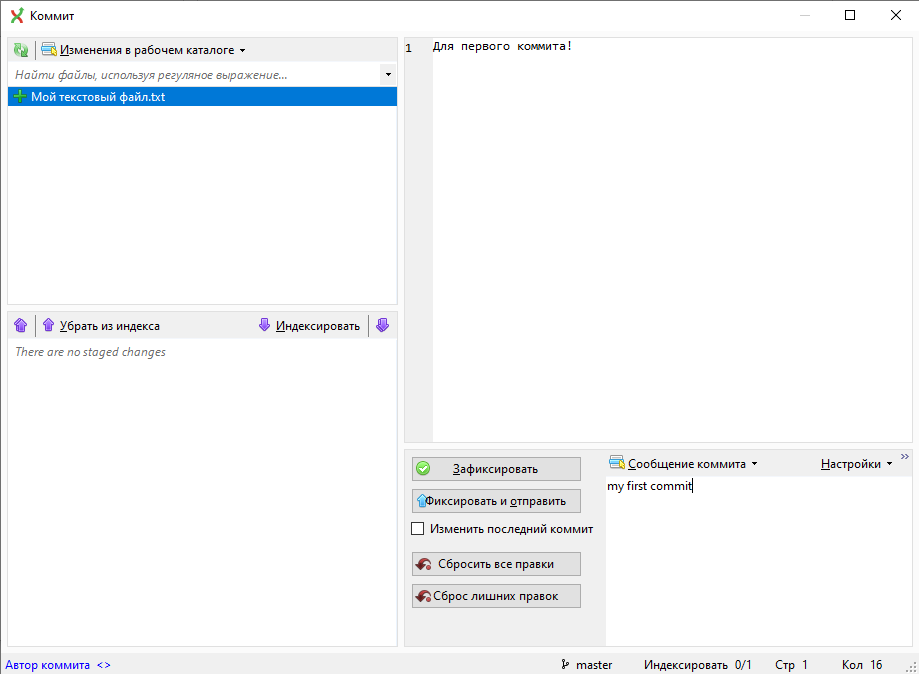 Коммит
Изменения в рабочем каталоге
Найти файлы, используя регуляное выражение...
Мой текстовый файл.txt
1 Для первого коммита!
Убрать из индекса Индексировать
There are no staged changes
Зафиксировать
Фиксировать и отправить
Изменить последний коммит
Сбросить все правки
Сброс лишних правок
Сообщение коммита Настройки »
my first commit
Автор коммита <> master Индексировать 0/1 Стр 1 Кол 16